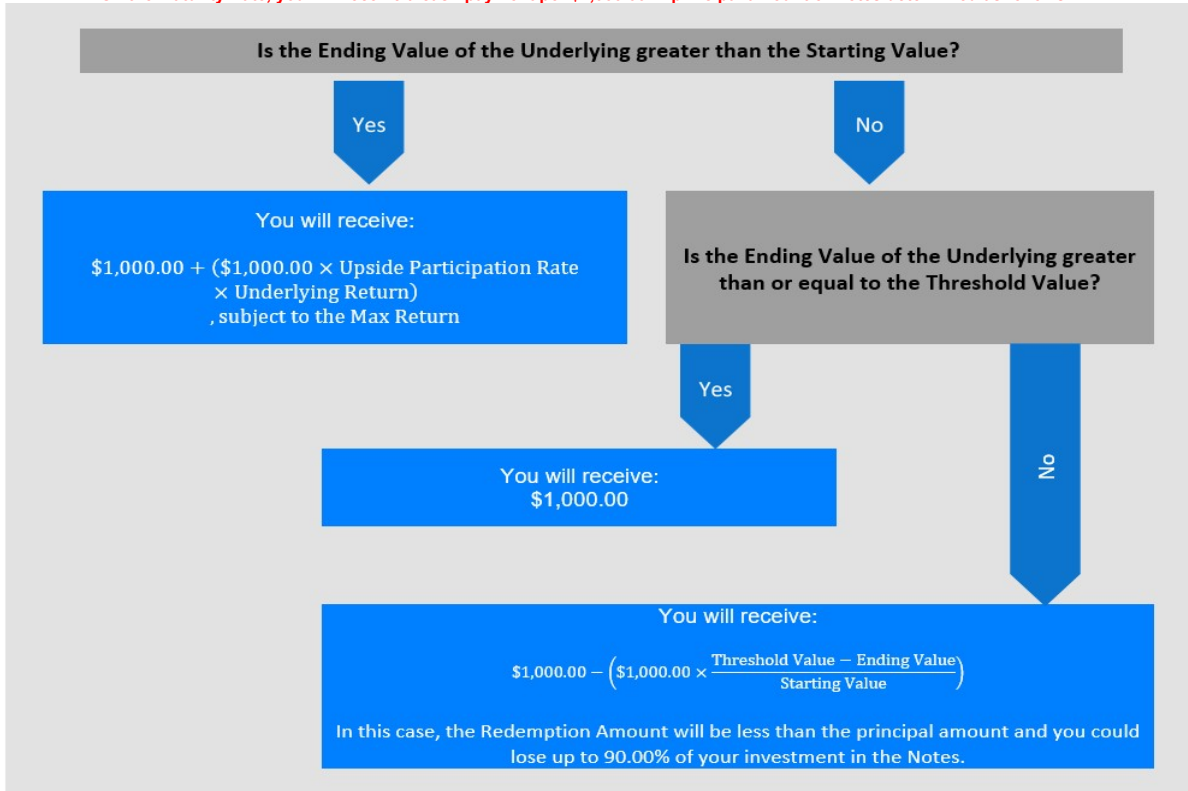 Is the Ending Value of the Underlying greater than the Starting Value?
Yes
No
You will receive:
$1,000.00 + ($1,000.00 × Upside Participation Rate
× Underlying Return)
, subject to the Max Return
Is the Ending Value of the Underlying greater
than or equal to the Threshold Value?
Yes
No
You will receive:
$1,000.00
You will receive:
$1,000.00 − ($1,000.00 × Threshold Value − Ending Value / Starting Value)
In this case, the Redemption Amount will be less than the principal amount and you could
lose up to 90.00% of your investment in the Notes.